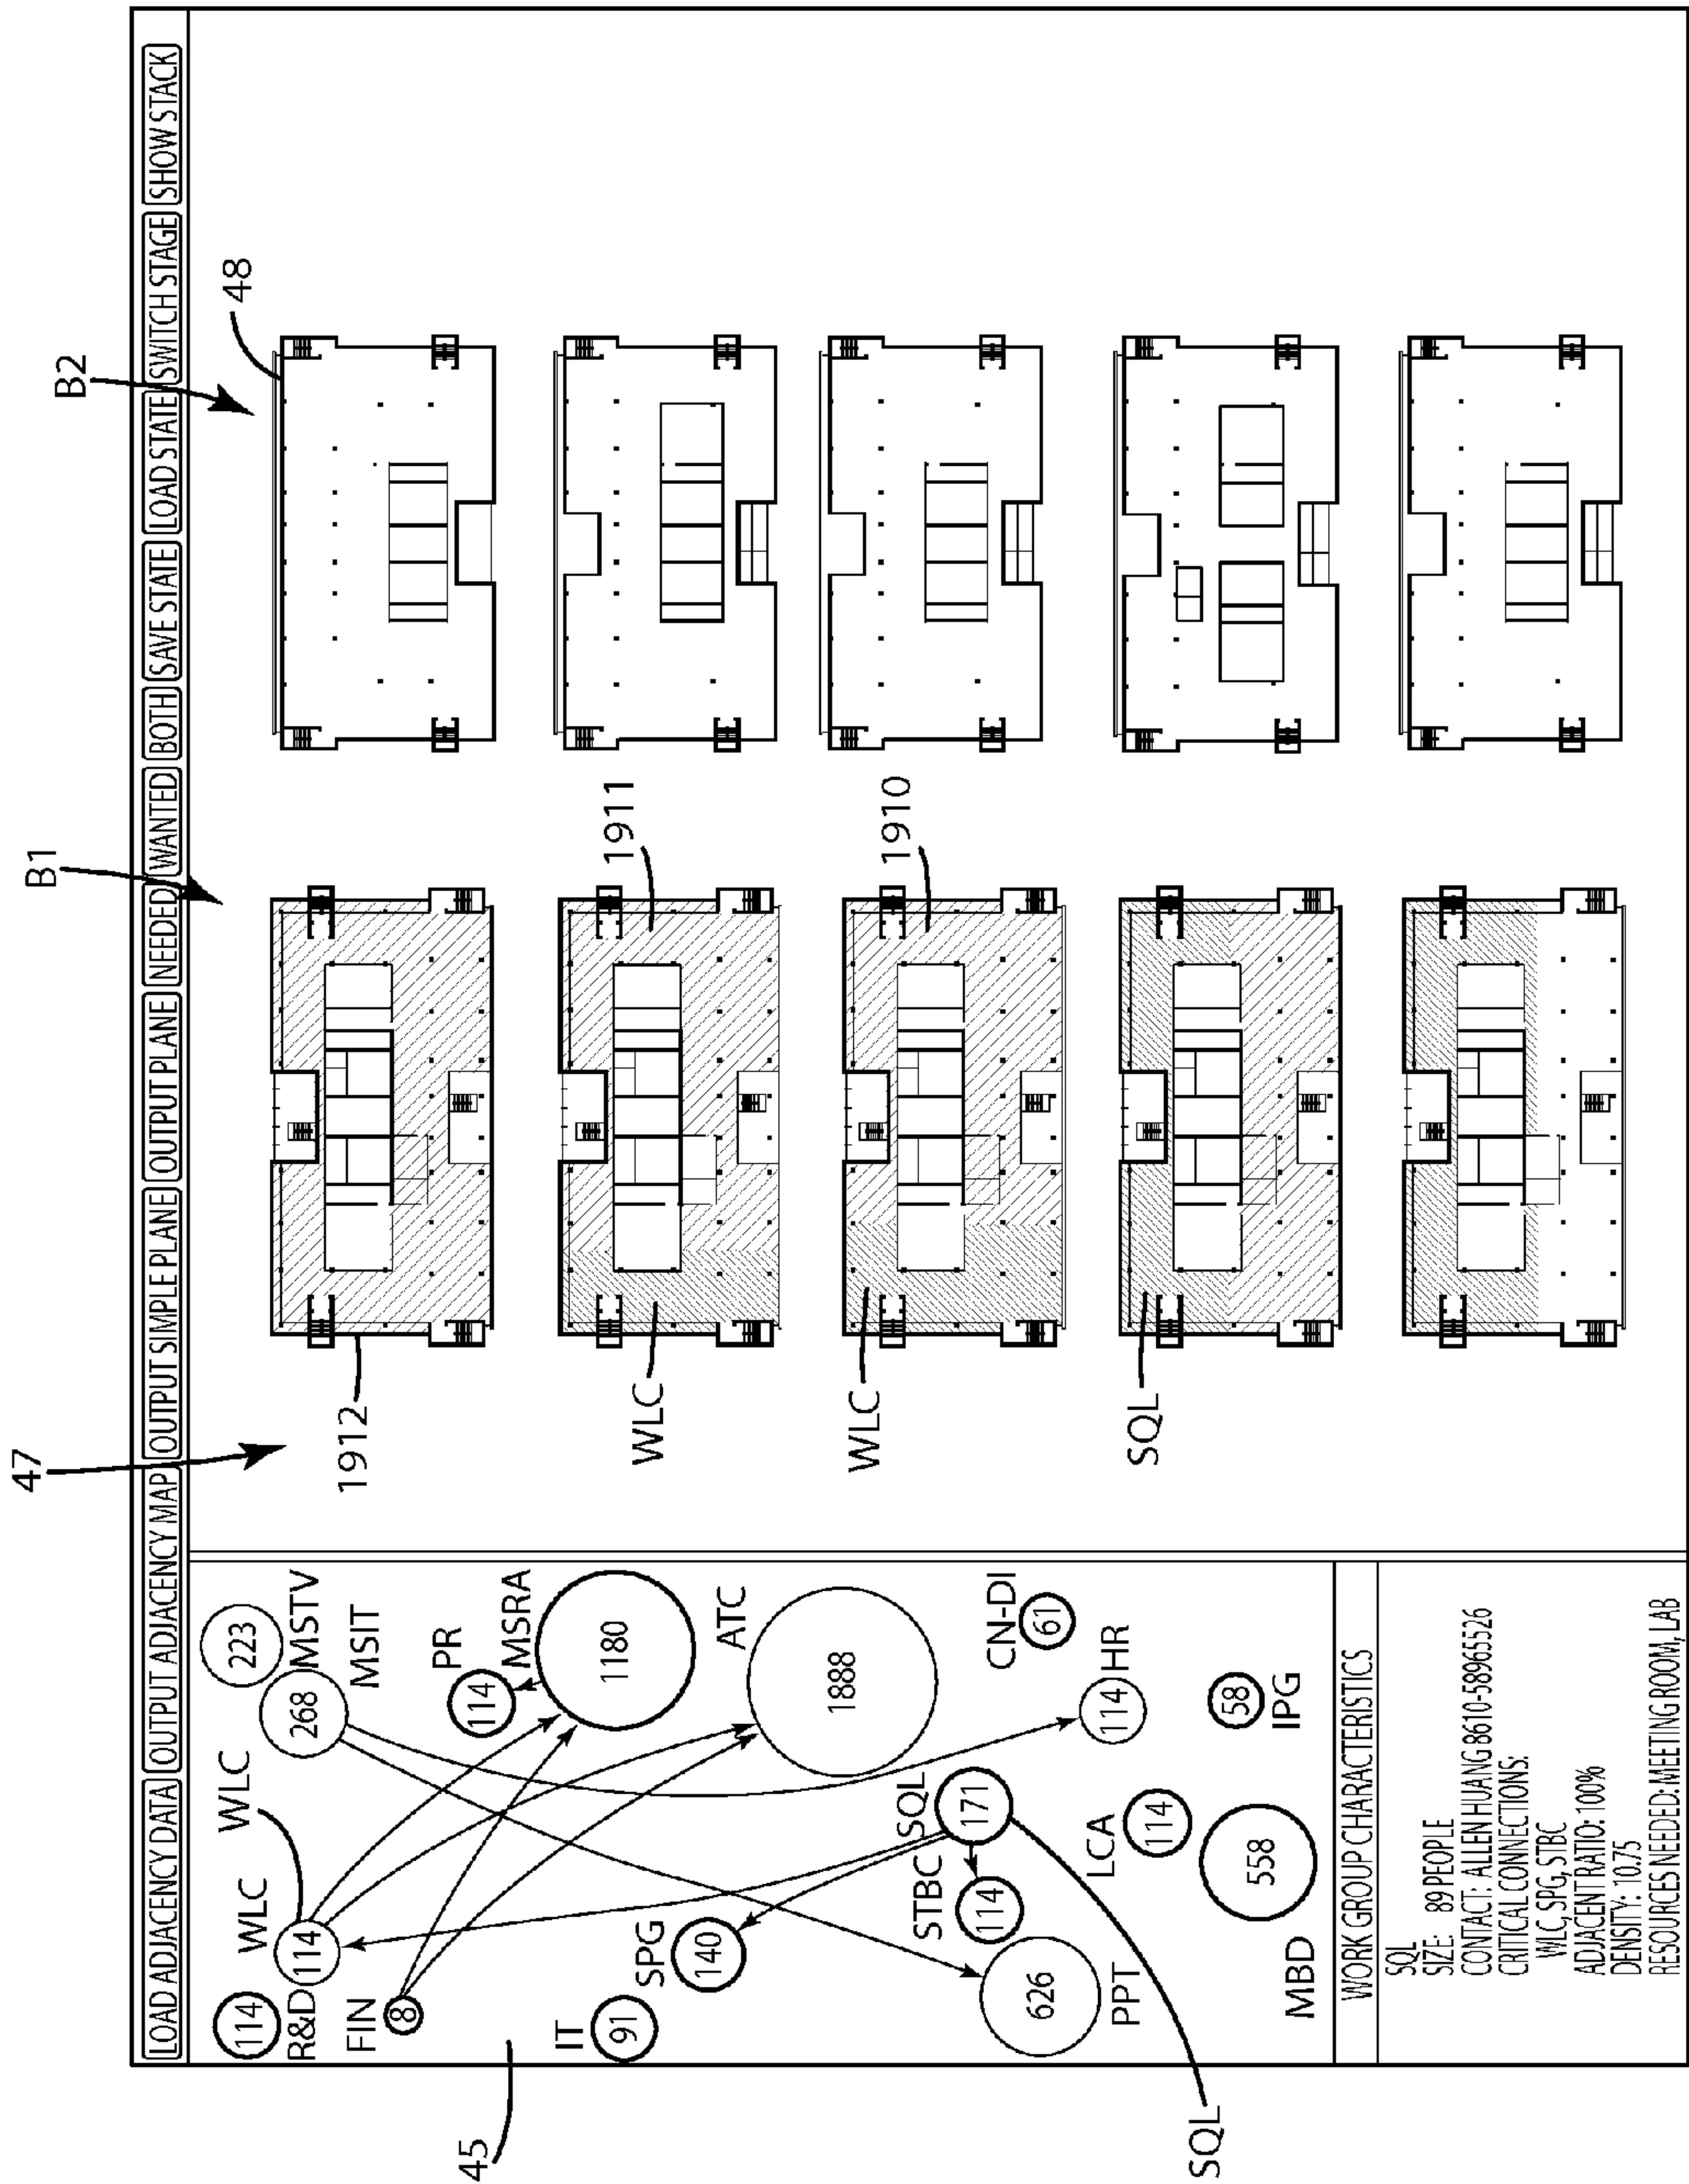 47
B1
B2
LOAD ADJACENCY DATA
OUTPUT ADJACENCY MAP
OUTPUT SIMPLE PLANE
OUTPUT PLANE
NEEDED
WANTED
BOTH
SAVE STATE
LOAD STATE
SWITCH STAGE
SHOW STACK
48
45
114
R&D
WLC
WLC
114
268
223
MSTV
MSIT
FIN
8
PR
114
MSRA
1180
IT
91
SPG
140
ATC
1888
STBC
114
SQL
171
626
PPT
CN-DI
61
114
HR
LCA
114
58
IPG
558
MBD
SQL
1912
WLC
1911
WLC
1910
SQL
WORK GROUP CHARACTERISTICS
SQL
SIZE: 89 PEOPLE
CONTACT: ALLEN HUANG 8610-58965526
CRITICAL CONNECTIONS:
WLC, SPG, STBC
ADJACENT RATIO: 100%
DENSITY: 10.75
RESOURCES NEEDED: MEETING ROOM, LAB